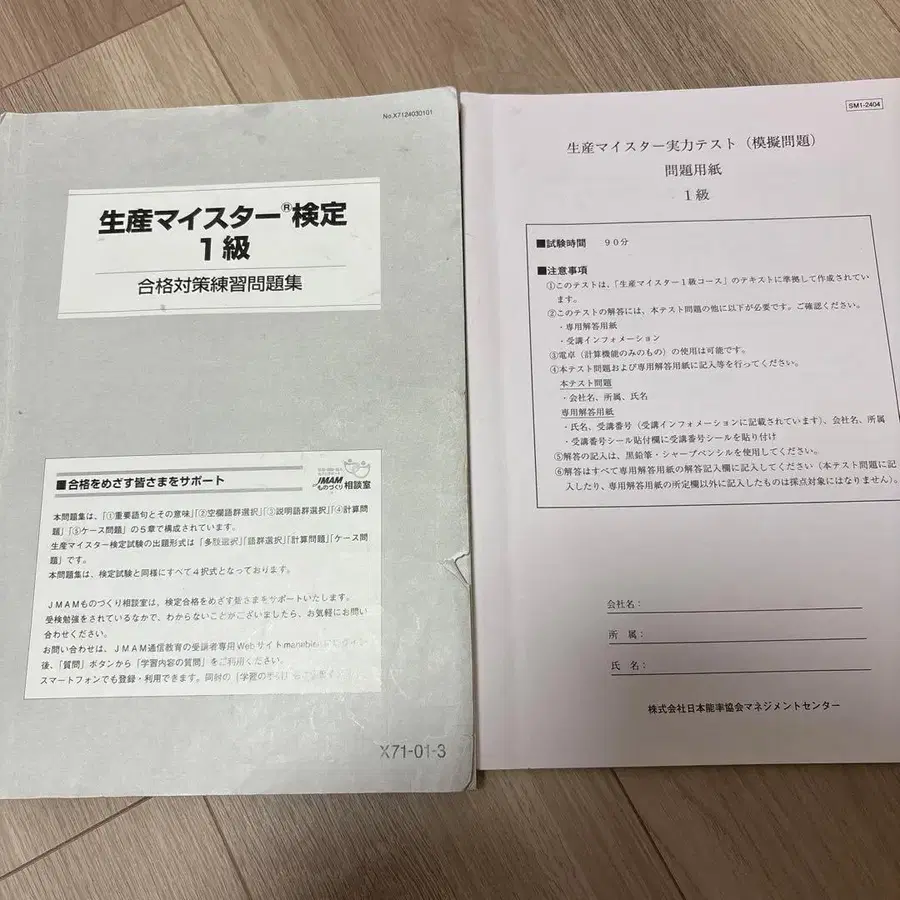 No.X7124030101
生産マイスター®検定
1級
合格対策練習問題集
■合格をめざす皆さまをサポート
JMAM
ものづくり 相談室
本問題集は、「①重要語句とその意味」「②空欄語群選択」「③説明語群選択」「④計算問
題」「⑤ケース問題」の5章で構成されています。
生産マイスター検定試験の出題形式は「多肢選択」「語群選択」「計算問題」「ケース問
題」です。
本問題集は、検定試験と同様にすべて4択式となっております。
JMAMものづくり相談室は、検定合格をめざす皆さまをサポートいたします。
受検勉強をされているなかで、わからないことがございましたら、お気軽にお問い
合わせください。
お問い合わせは、JMAM通信教育の受講者専用Webサイト
後、「質問」ボタンから「学習内容の質問」をご利用ください。
スマートフォンでも登録・利用できます。同封の「学習の
X71-01-3
SM1-2404
生産マイスター実力テスト（模擬問題）
問題用紙
1級
■試験時間 90分
■注意事項
①このテストは、「生産マイスター1級コース」のテキストに準拠して作成されてい
ます。
②このテストの解答には、本テスト問題の他に以下が必要です。ご確認ください。
・専用解答用紙
・受講インフォメーション
③電卓（計算機能のみのもの）の使用は可能です。
④本テスト問題および専用解答用紙に記入等を行ってください。
本テスト問題
・会社名、所属、氏名
専用解答用紙
・氏名、受講番号（受講インフォメーションに記載されています）、会社名、所属
・受講番号シール貼付欄に受講番号シールを貼り付け
⑤解答の記入は、黒鉛筆・シャープペンシルを使用してください。
⑥解答はすべて専用解答用紙の解答記入欄に記入してください（本テスト問題に記
入したり、専用解答用紙の所定欄以外に記入したものは採点対象にはなりません）。
会社名：
所 属：
氏 名：
株式会社日本能率協会マネジメントセンター